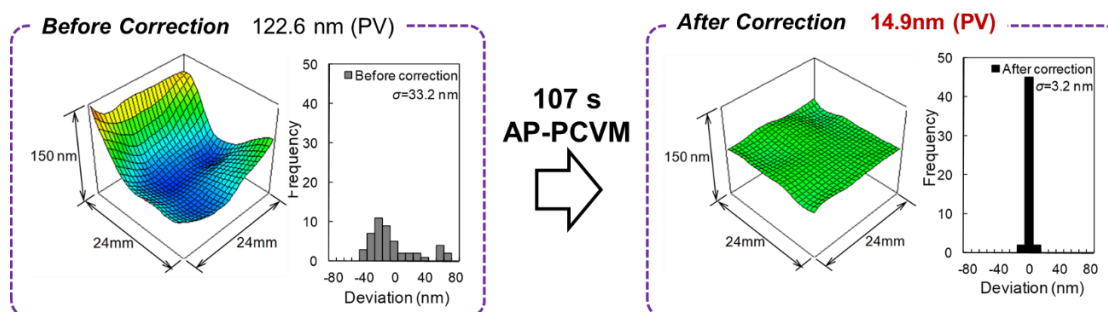 Before Correction 122.6 nm (PV)
150 nm
24mm
24mm
50
40
30
20
10
0
Frequency
Before correction
σ=33.2 nm
-80 -40 0 40 80
Deviation (nm)
107 s
AP-PCVM
After Correction 14.9nm (PV)
150 nm
24mm
24mm
50
40
30
20
10
0
Frequency
After correction
σ=3.2 nm
-80 -40 0 40 80
Deviation (nm)